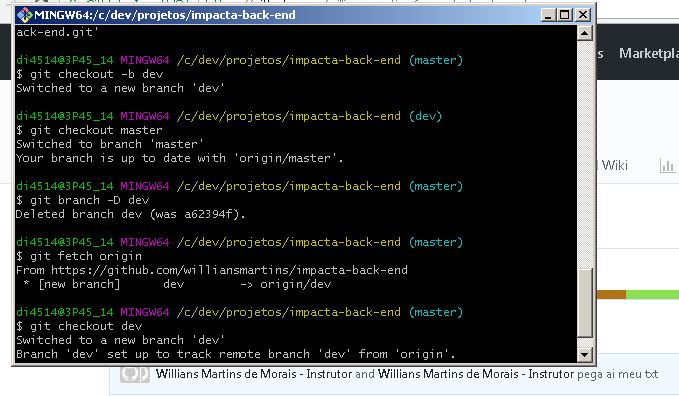 MINGW64:/c/dev/projetos/impacta-back-end
ack-end.git'
di4514@3P45_14 MINGW64 /c/dev/projetos/impacta-back-end (master)
$ git checkout -b dev
Switched to a new branch 'dev'
di4514@3P45_14 MINGW64 /c/dev/projetos/impacta-back-end (dev)
$ git checkout master
Switched to branch 'master'
Your branch is up to date with 'origin/master'.
di4514@3P45_14 MINGW64 /c/dev/projetos/impacta-back-end (master)
$ git branch -D dev
Deleted branch dev (was a62394f).
di4514@3P45_14 MINGW64 /c/dev/projetos/impacta-back-end (master)
$ git fetch origin
From https://github.com/williansmartins/impacta-back-end
* [new branch] dev -> origin/dev
di4514@3P45_14 MINGW64 /c/dev/projetos/impacta-back-end (master)
$ git checkout dev
Switched to a new branch 'dev'
Branch 'dev' set up to track remote branch 'dev' from 'origin'.
s Marketpla
Wiki
Willians Martins de Morais - Instrutor and Willians Martins de Morais - Instrutor pega ai meu txt